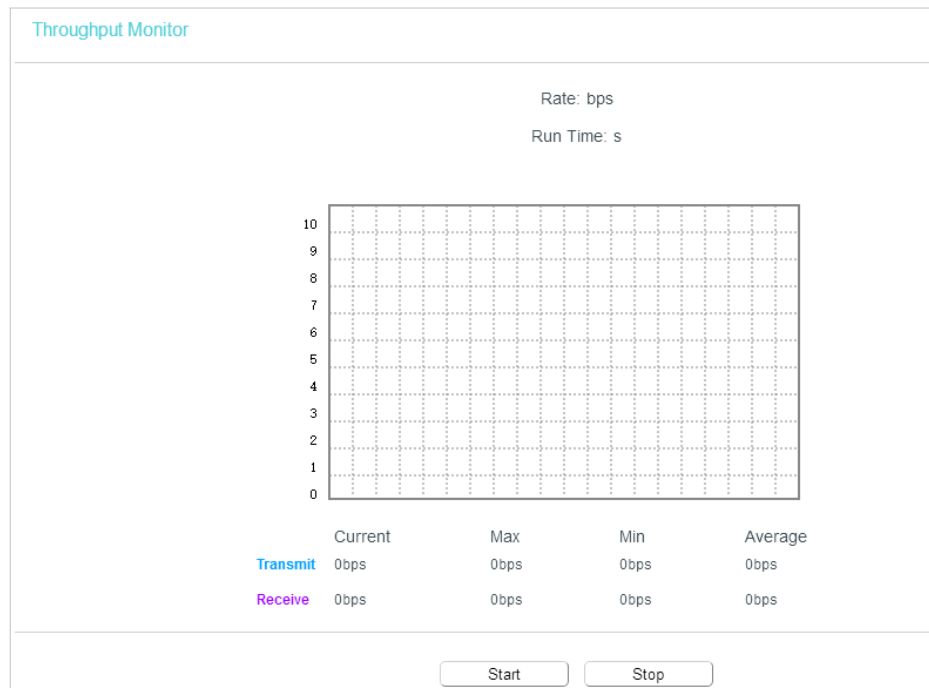 Throughput Monitor
Rate: bps
Run Time: s
10
9
8
7
6
5
4
3
2
1
0
Current Max Min Average
Transmit 0bps 0bps 0bps 0bps
Receive 0bps 0bps 0bps 0bps
Start Stop